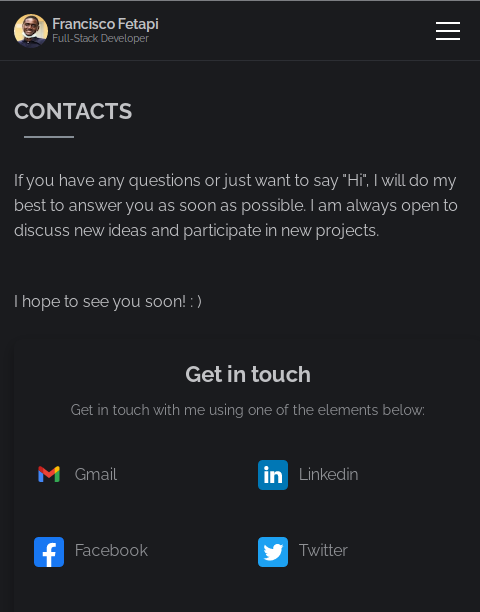 Francisco Fetapi
Full-Stack Developer
CONTACTS
If you have any questions or just want to say "Hi", I will do my
best to answer you as soon as possible. I am always open to
discuss new ideas and participate in new projects.
I hope to see you soon! : )
Get in touch
Get in touch with me using one of the elements below:
Gmail
Linkedin
Facebook
Twitter